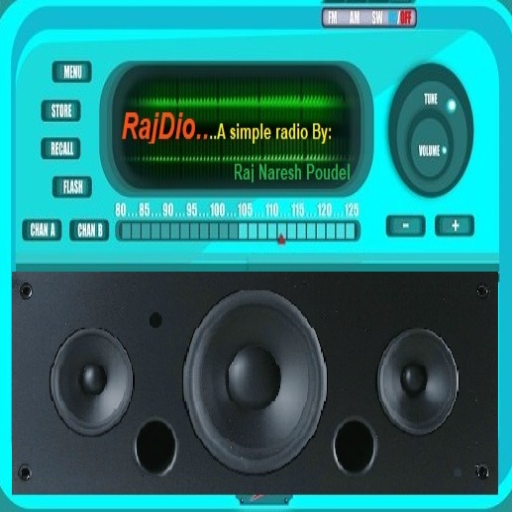 FM AM SW /OFF
MENU
STORE
RECALL
FLASH
CHAN A CHAN B
RajDio....A simple radio By:
Raj Naresh Poudel
80...85...90...95...100...105...110...115...120...125
TUNE
VOLUME
- +